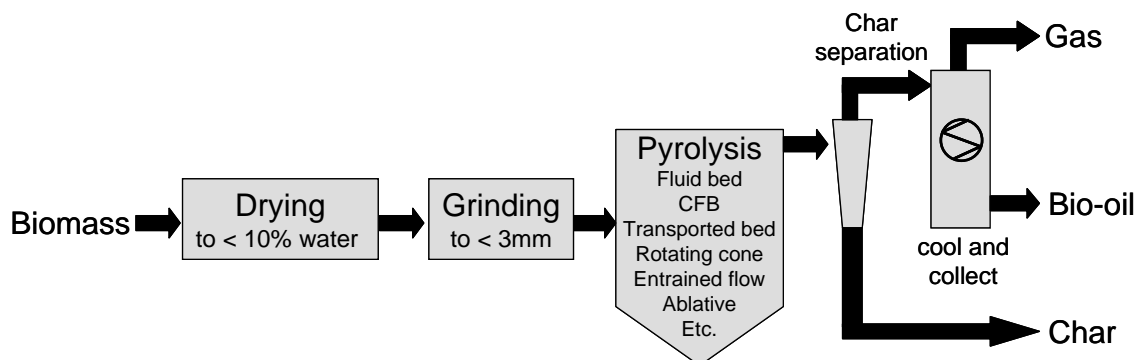 Biomass
Drying
to < 10% water
Grinding
to < 3mm
Pyrolysis
Fluid bed
CFB
Transported bed
Rotating cone
Entrained flow
Ablative
Etc.
Char
separation
cool and
collect
Gas
Bio-oil
Char